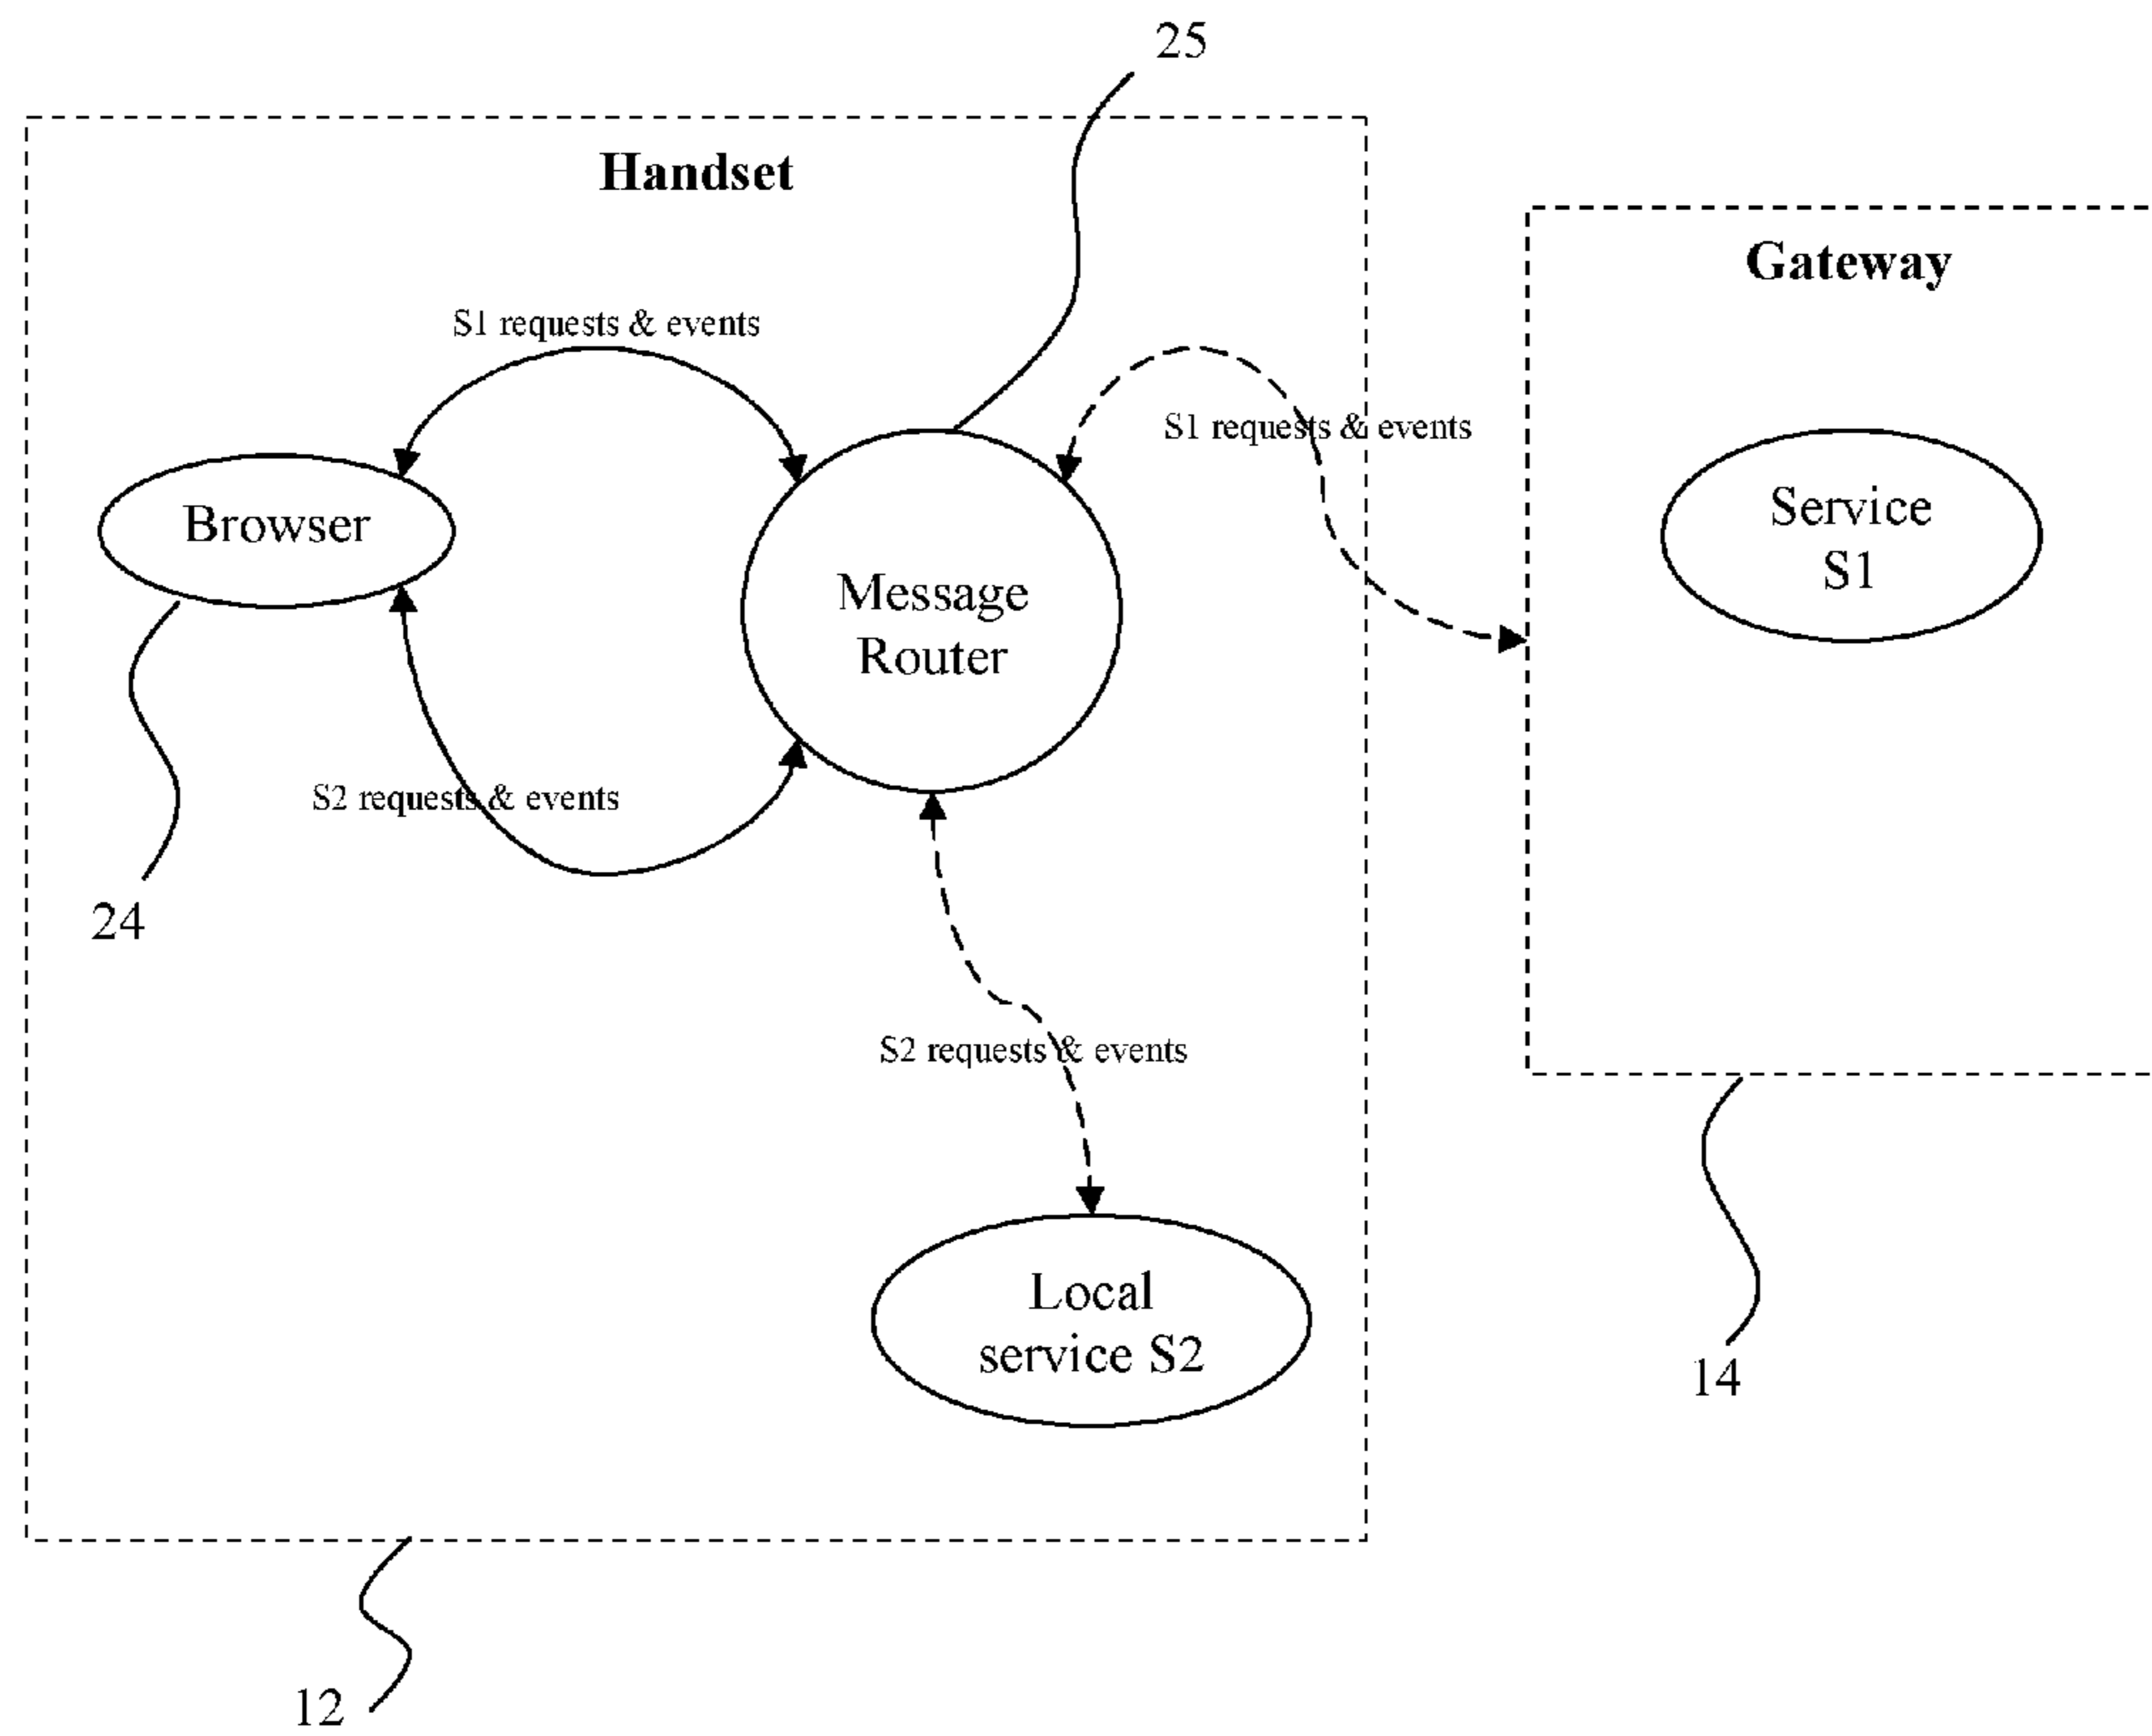 25
Handset
Gateway
S1 requests & events
S1 requests & events
Browser
Service
S1
Message
Router
S2 requests & events
24
S2 requests & events
Local
service S2
14
12